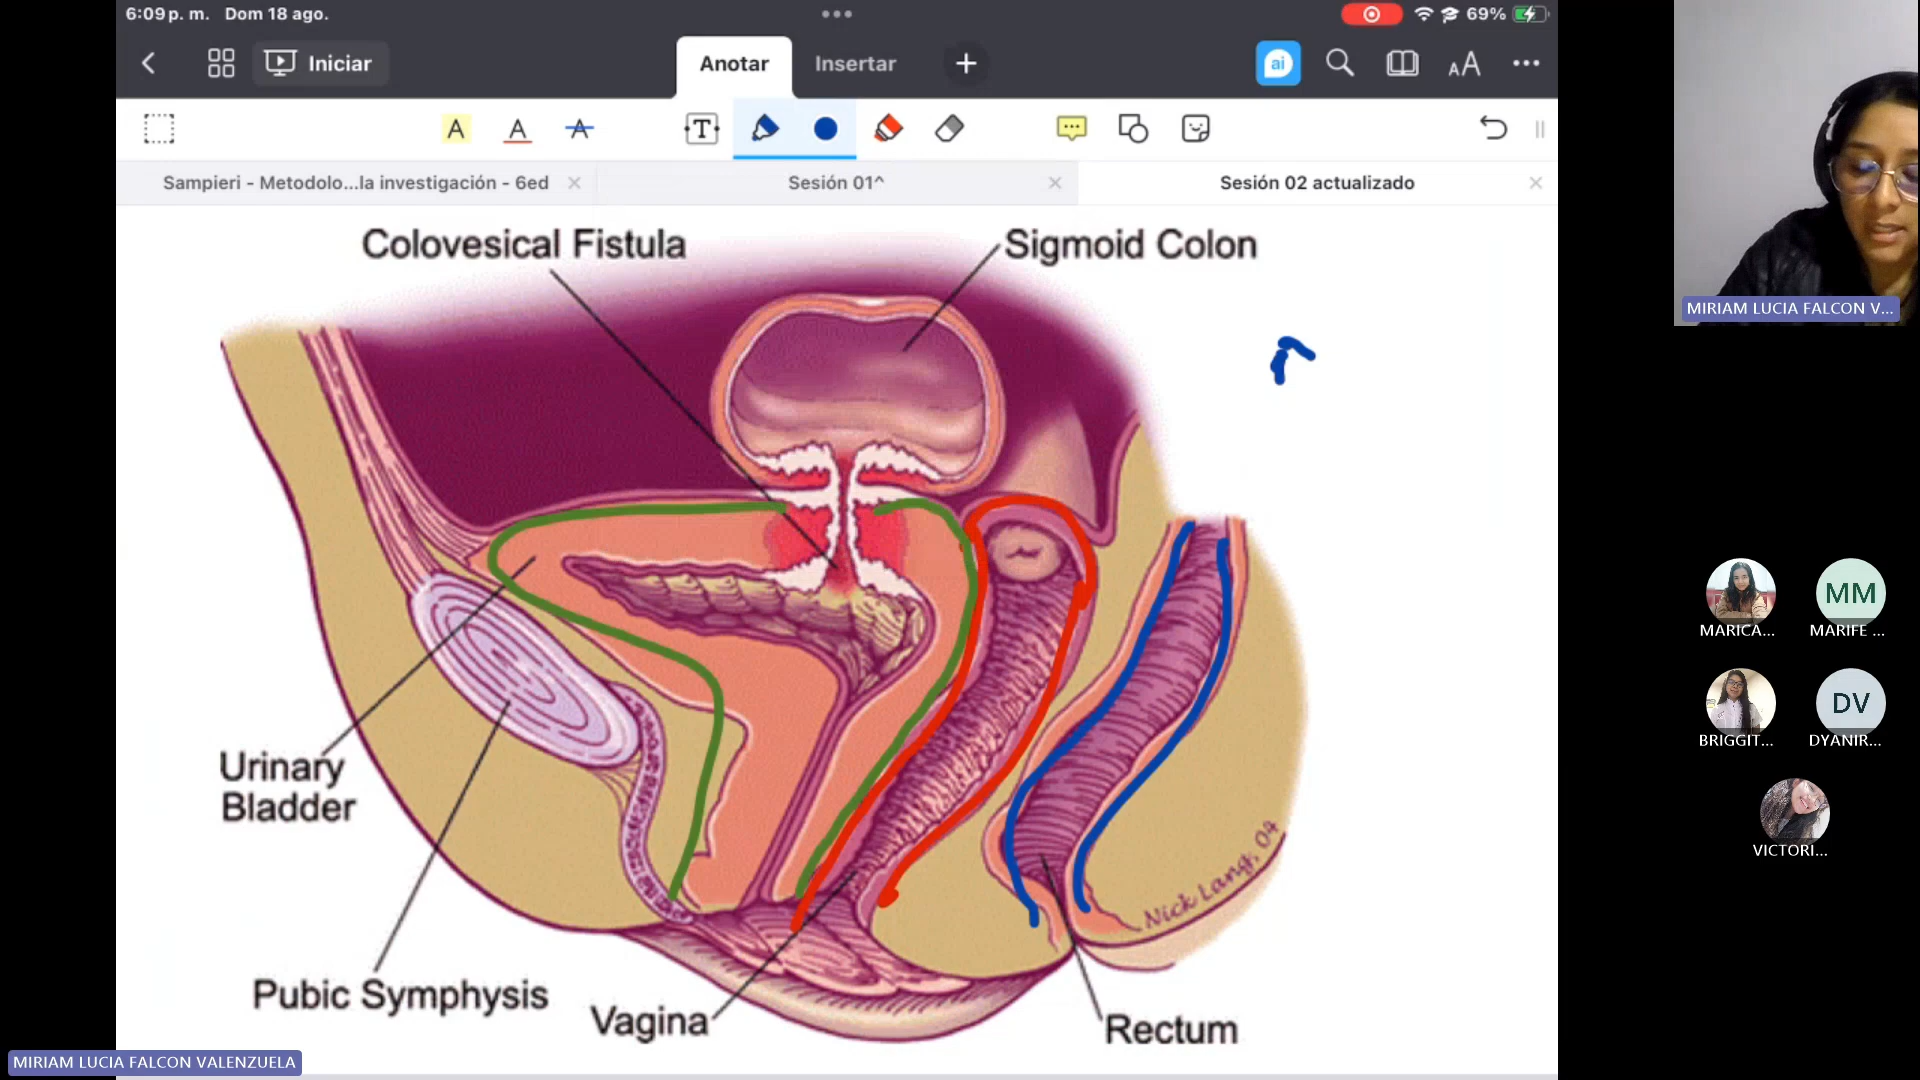 6:09 p. m. Dom 18 ago.
69%
Iniciar
Anotar
Insertar
ai
AA
A A A T
Sampieri - Metodolo...la investigación - 6ed
Sesión 01^
Sesión 02 actualizado
Colovesical Fistula
Sigmoid Colon
Urinary
Bladder
Pubic Symphysis
Vagina
Rectum
Nick Lang, 04
MIRIAM LUCIA FALCON V...
MM
MARICA...
MARIFE ...
DV
BRIGGIT...
DYANIR...
VICTORI...
MIRIAM LUCIA FALCON VALENZUELA